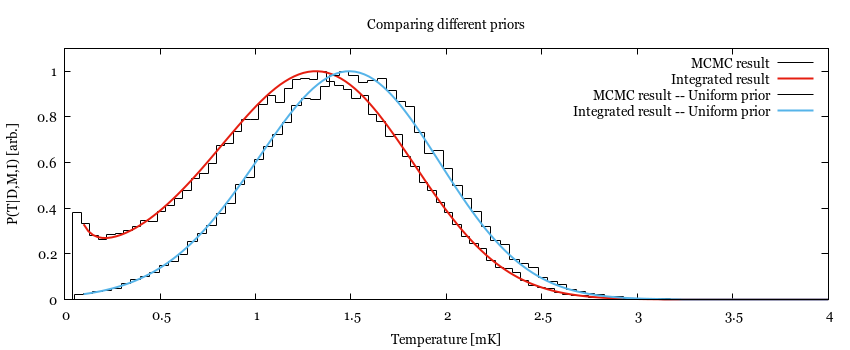 Comparing different priors
MCMC result
Integrated result
MCMC result -- Uniform prior
Integrated result -- Uniform prior
P(T|D,M,I) [arb.]
1
0.8
0.6
0.4
0.2
0
0 0.5 1 1.5 2 2.5 3 3.5 4
Temperature [mK]